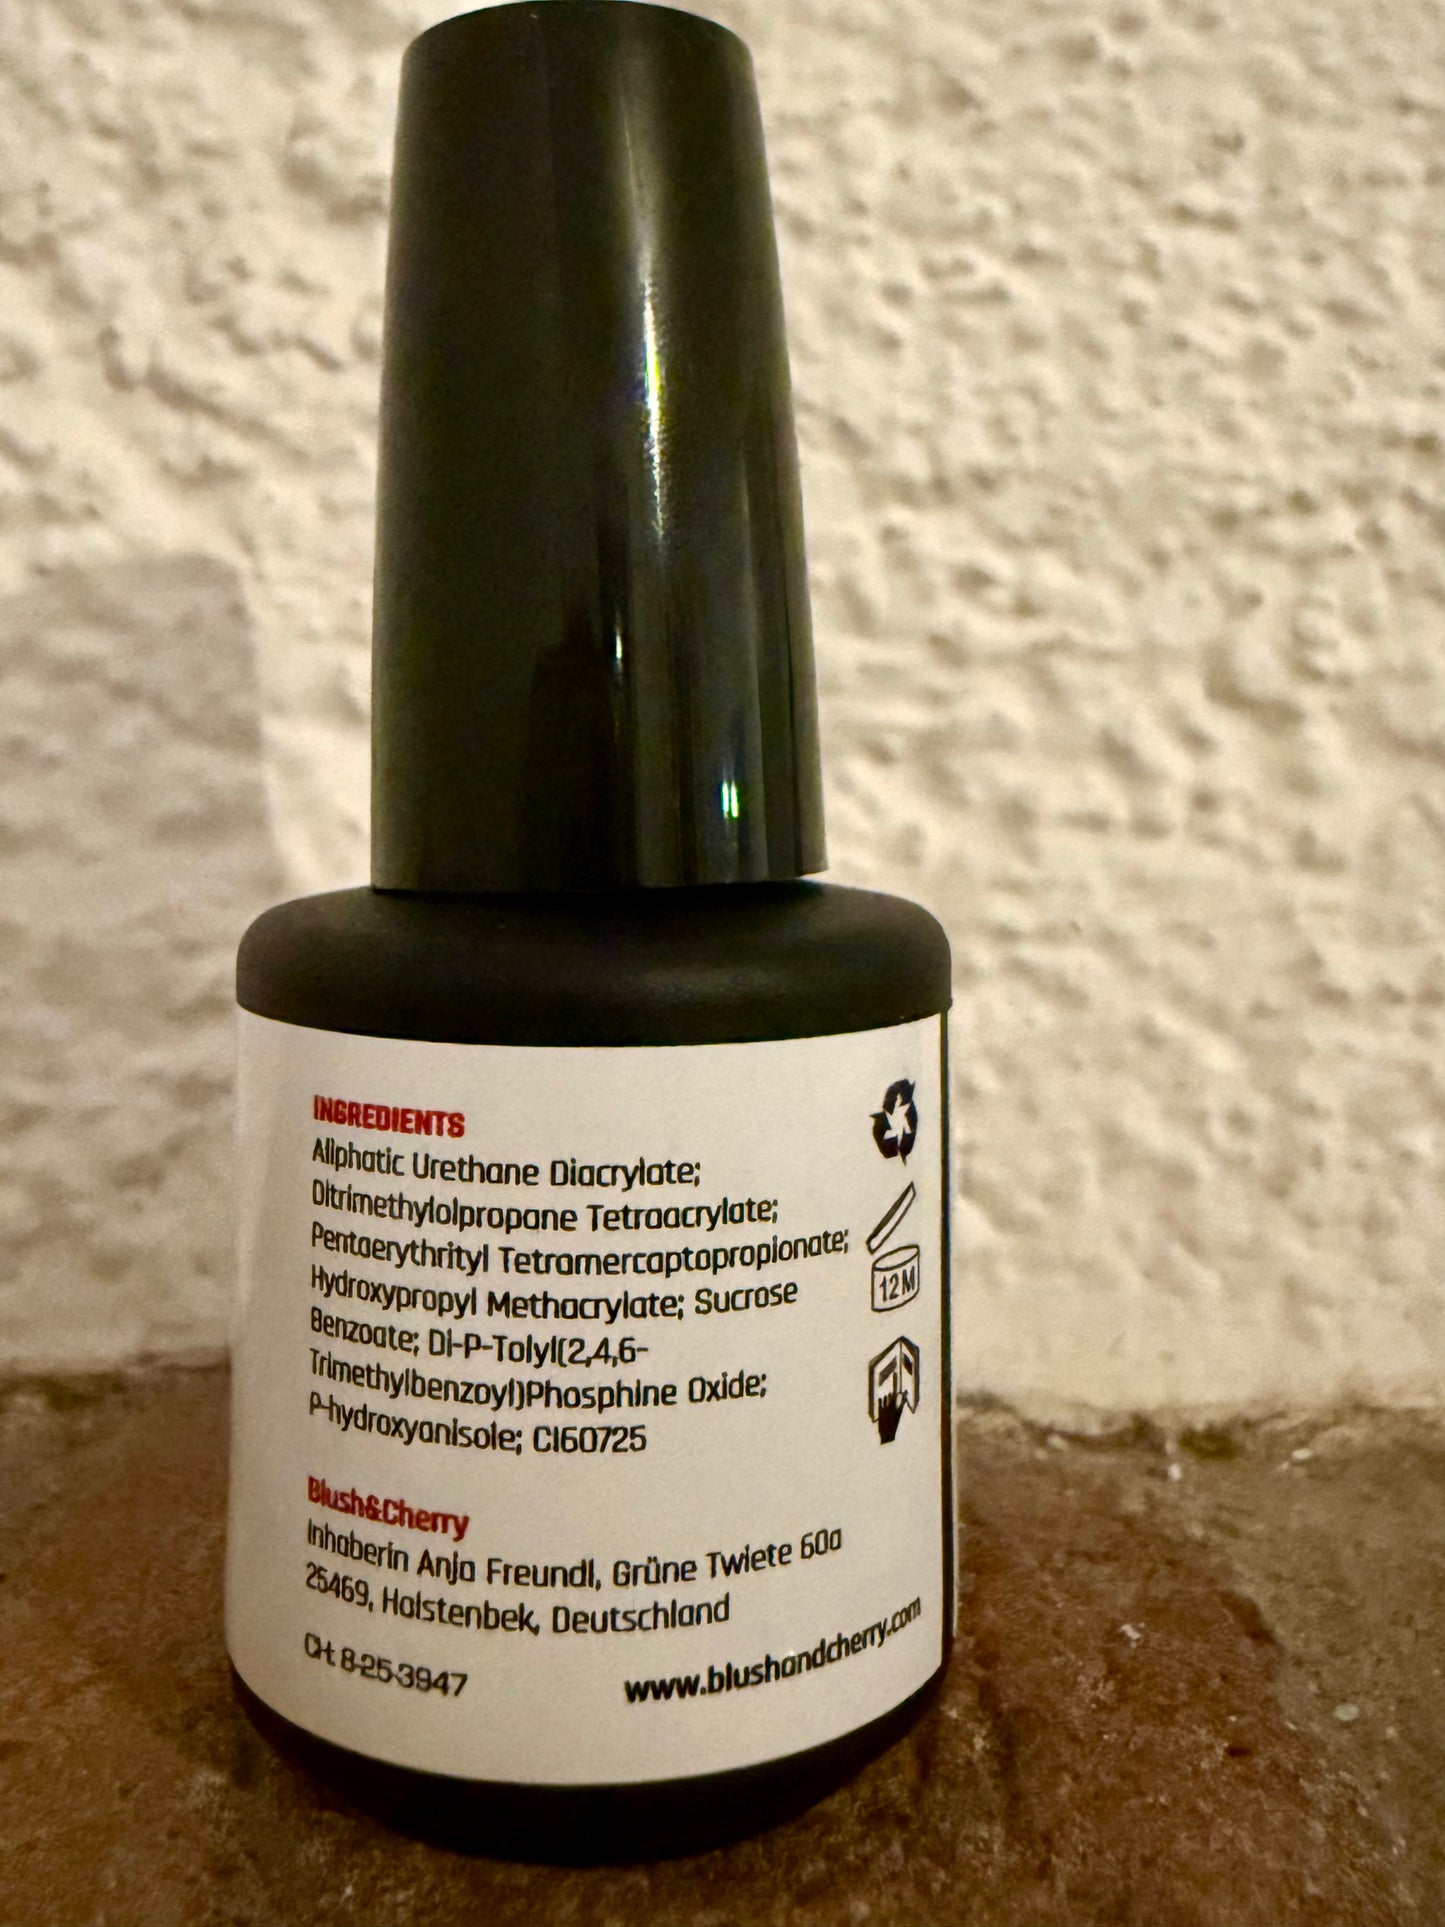 INGREDIENTS
Aliphatic Urethane Diacrylate;
Ditrimethylolpropane Tetraacrylate;
Pentaerythrityl Tetramercaptopropionate;
Hydroxypropyl Methacrylate; Sucrose
Benzoate; Di-P-Tolyl(2,4,6-
Trimethylbenzoyl)Phosphine Oxide;
P-hydroxyanisole; CI60725
12M
Blush&Cherry
Inhaberin Anja Freundl, Grüne Twiete 60a
25469, Holstenbek, Deutschland
CH: 8-25-3947
www.blushandcherry.com